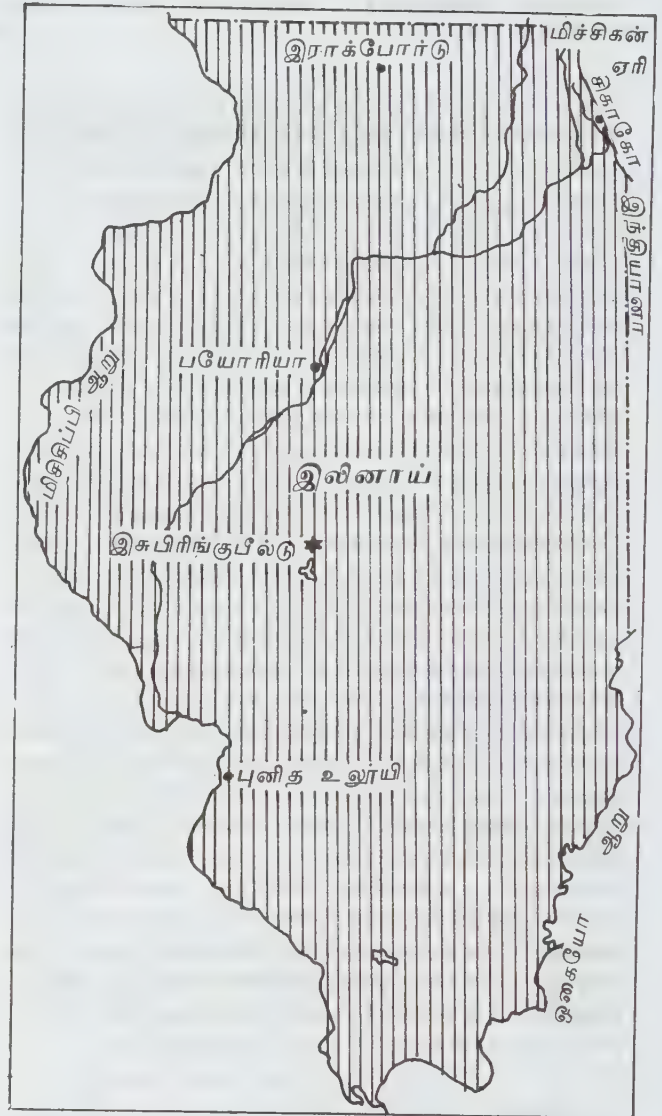 மிச்சிகன்
ஏரி
இராக்போர்டு
சிகாகோ
இந்தியானா
பயோரியா
மிசிசிப்பி ஆறு
இலினாய்
இசுபிரிங்குபீல்டு
புனித உலூயி
ஓகையோ ஆறு